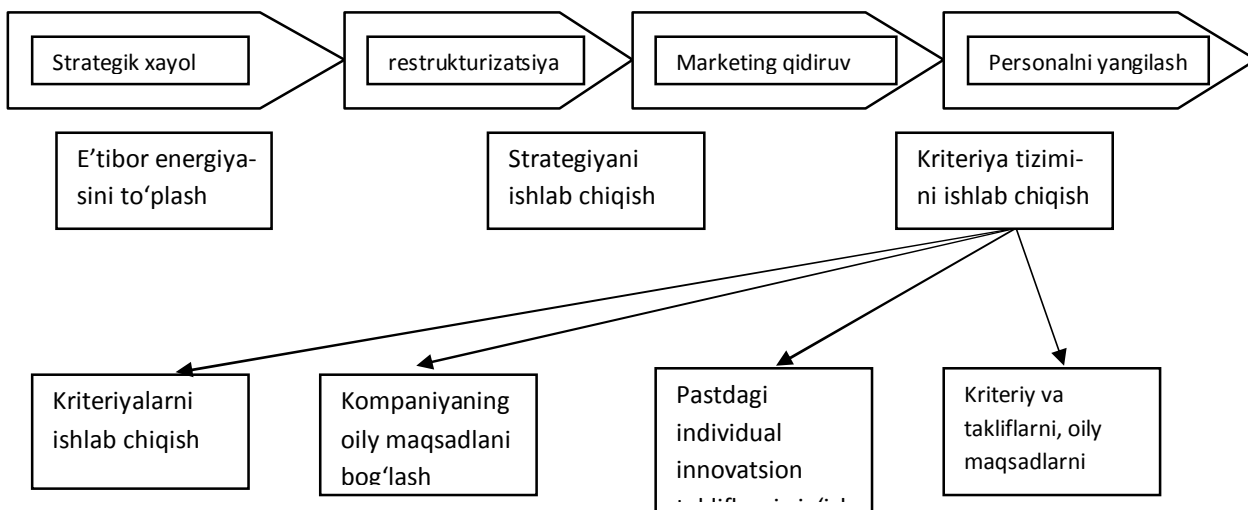 Strategik xayol
restrukturizatsiya
Marketing qidiruv
Personalni yangilash
E’tibor energiya-
sini to‘plash
Strategiyani
ishlab chiqish
Kriteriya tizimi-
ni ishlab chiqish
Kriteriyalarni
ishlab chiqish
Kompaniyaning
oily maqsadlani
bog‘lash
Pastdagi
individual
innovatsion
Kriteriy va
takliflarni, oily
maqsadlarni